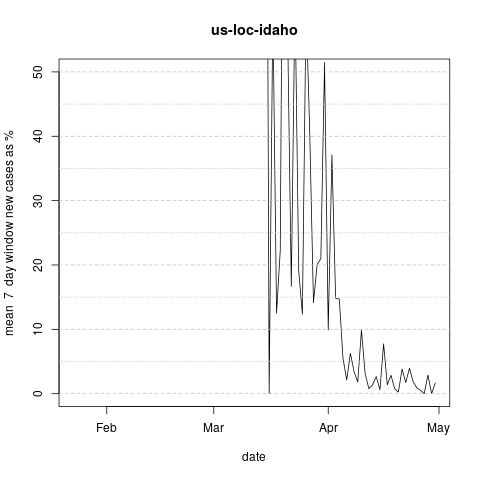 us-loc-idaho
mean  7  day window new cases as %
50
40
30
20
10
0
Feb
Mar
Apr
May
date